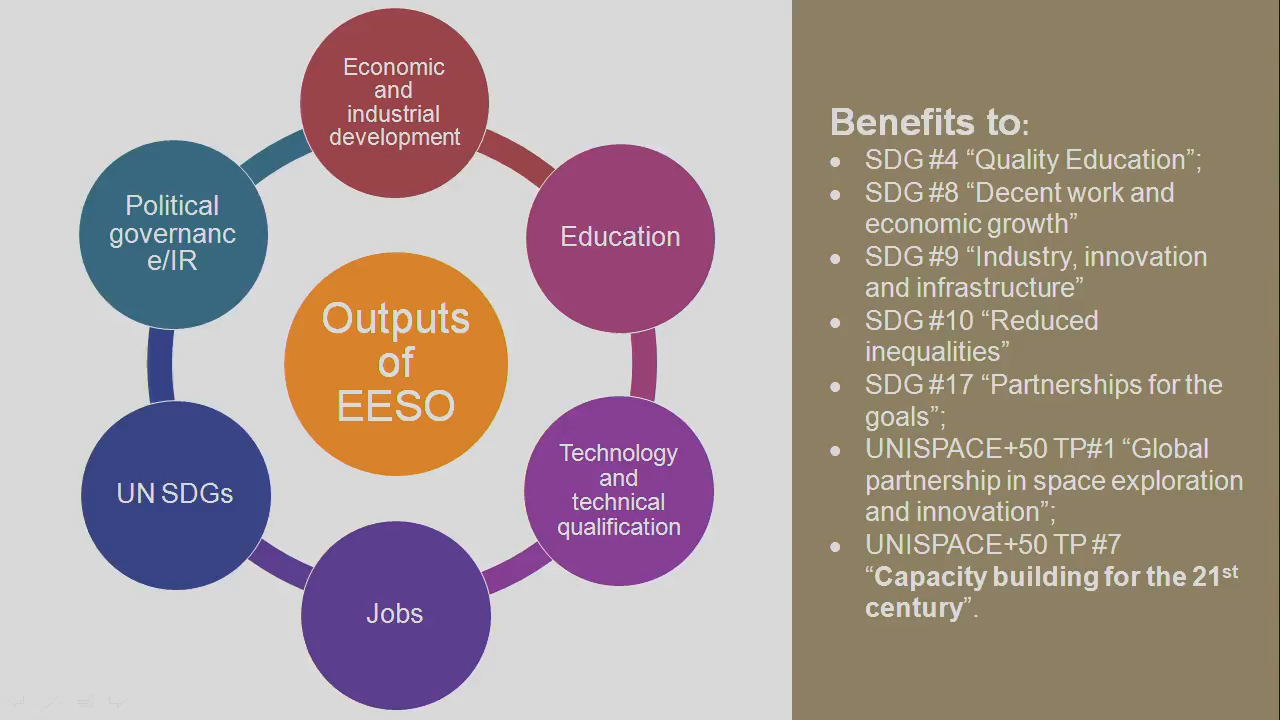 Economic
and
industrial
development
Education
Technology
and
technical
qualification
Jobs
UN SDGs
Political
governanc
e/IR
Outputs
of
EESO
Benefits to:
• SDG #4 “Quality Education”;
• SDG #8 “Decent work and
economic growth”
• SDG #9 “Industry, innovation
and infrastructure”
• SDG #10 “Reduced
inequalities”
• SDG #17 “Partnerships for the
goals”;
• UNISPACE+50 TP#1 “Global
partnership in space exploration
and innovation”;
• UNISPACE+50 TP #7
“Capacity building for the 21st
century”.